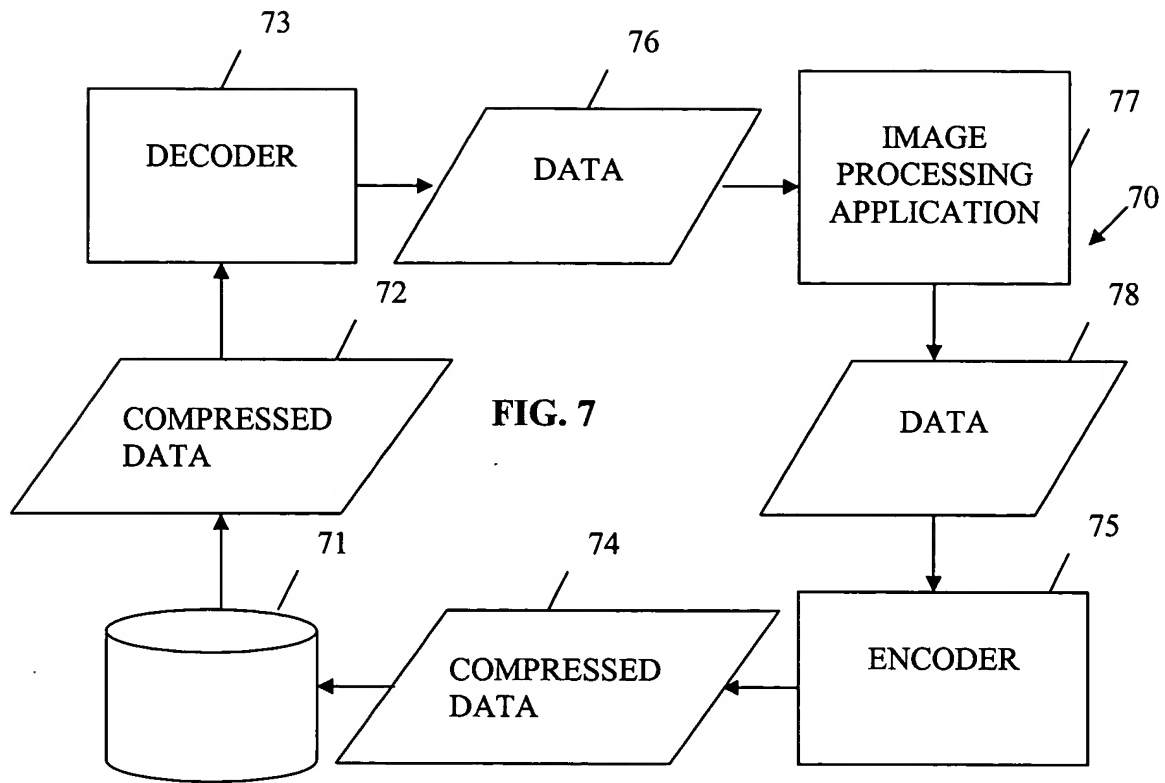 73
76
77
DECODER
DATA
IMAGE
PROCESSING
APPLICATION
70
72
78
COMPRESSED
DATA
FIG. 7
DATA
71
74
75
COMPRESSED
DATA
ENCODER